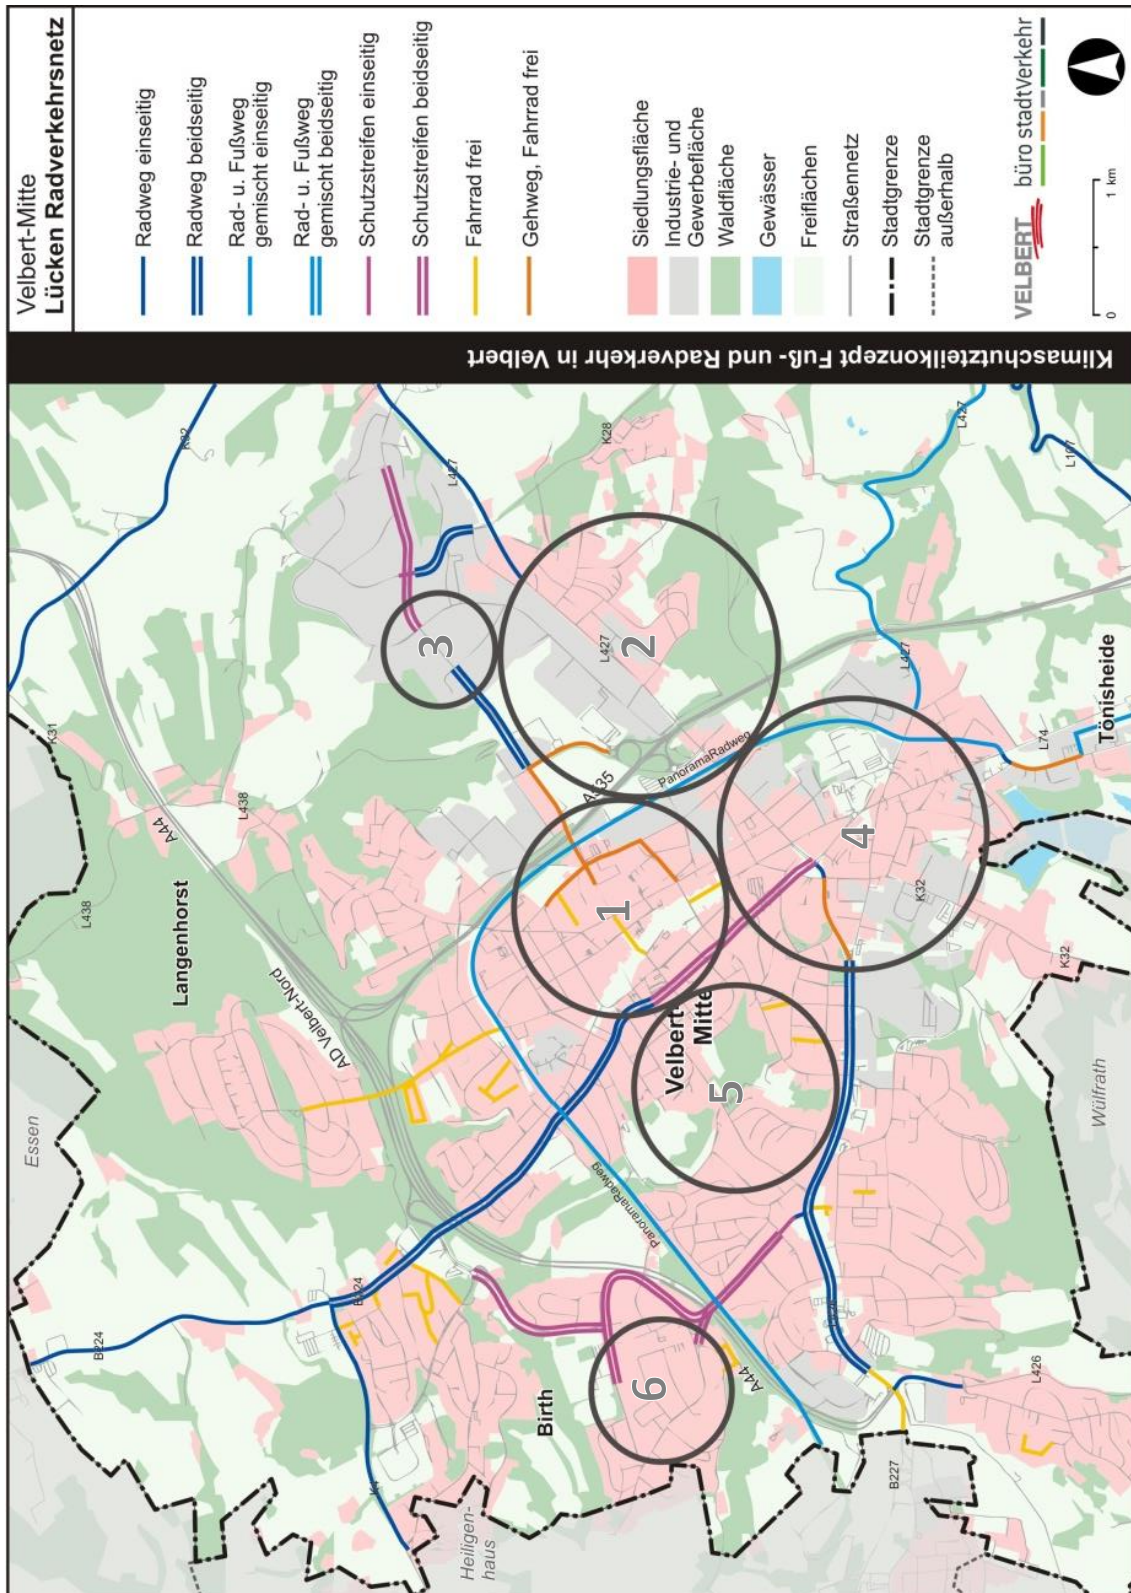 Velbert-Mitte
Lücken Radverkehrsnetz
Radweg einseitig
Radweg beidseitig
Rad- u. Fußweg
gemischt einseitig
Rad- u. Fußweg
gemischt beidseitig
Schutzstreifen einseitig
Schutzstreifen beidseitig
Fahrrad frei
Gehweg, Fahrrad frei
Siedlungsfläche
Industrie- und
Gewerbefläche
Waldfläche
Gewässer
Freiflächen
Straßennetz
Stadtgrenze
Stadtgrenze
außerhalb
VELBERT
büro stadtVerkehr
0
1 km
Klimaschutzteilkonzept Fuß- und Radverkehr in Velbert
Essen
B224
B224
K4
Heiligen-
haus
Birth
Langenhorst
AD Velbert-Nord
L438
A44
L438
K31
K32
L427
K28
3
2
L427
A535
PanoramaRadweg
1
Velbert-
Mitte
5
4
K32
K32
6
A44
PanoramaRadweg
B227
L426
Wülfrath
L74
Tönisheide
L427
L427
L107